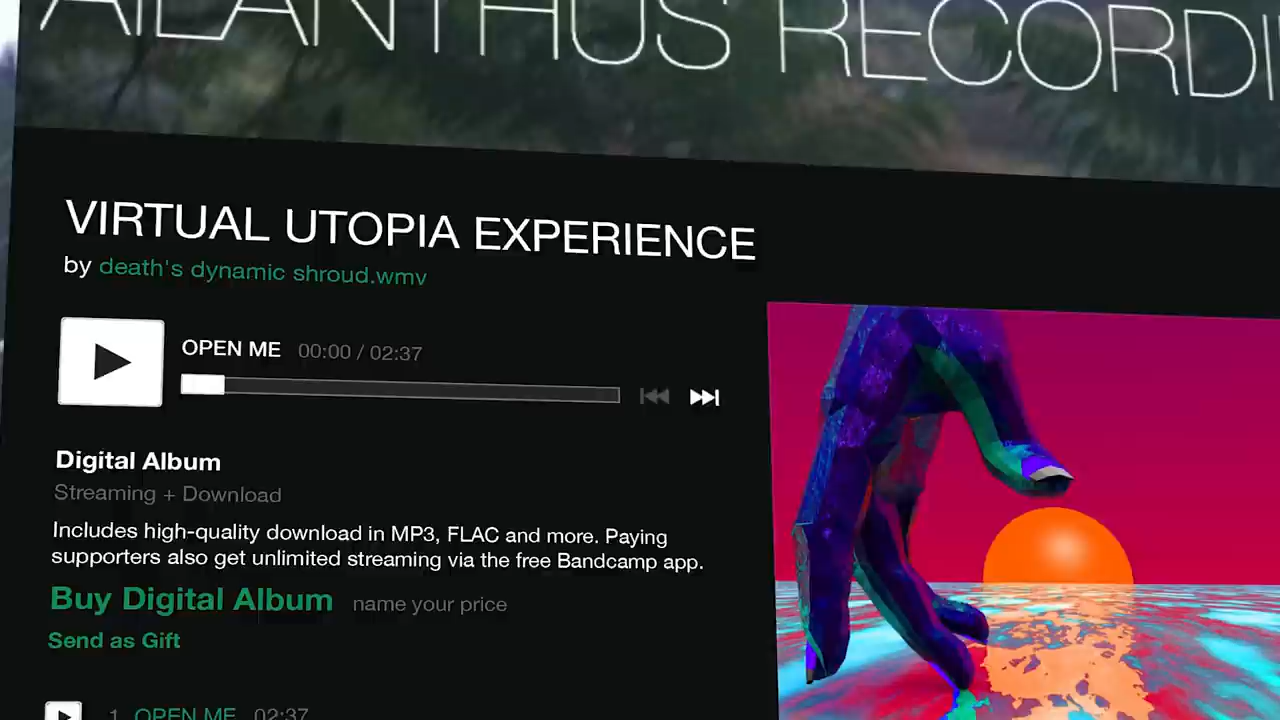 AILANTHUS RECORDI
VIRTUAL UTOPIA EXPERIENCE
by death's dynamic shroud.wmv
OPEN ME 00:00 / 02:37
Digital Album
Streaming + Download
Includes high-quality download in MP3, FLAC and more. Paying
supporters also get unlimited streaming via the free Bandcamp app.
Buy Digital Album name your price
Send as Gift
1. OPEN ME 02:37